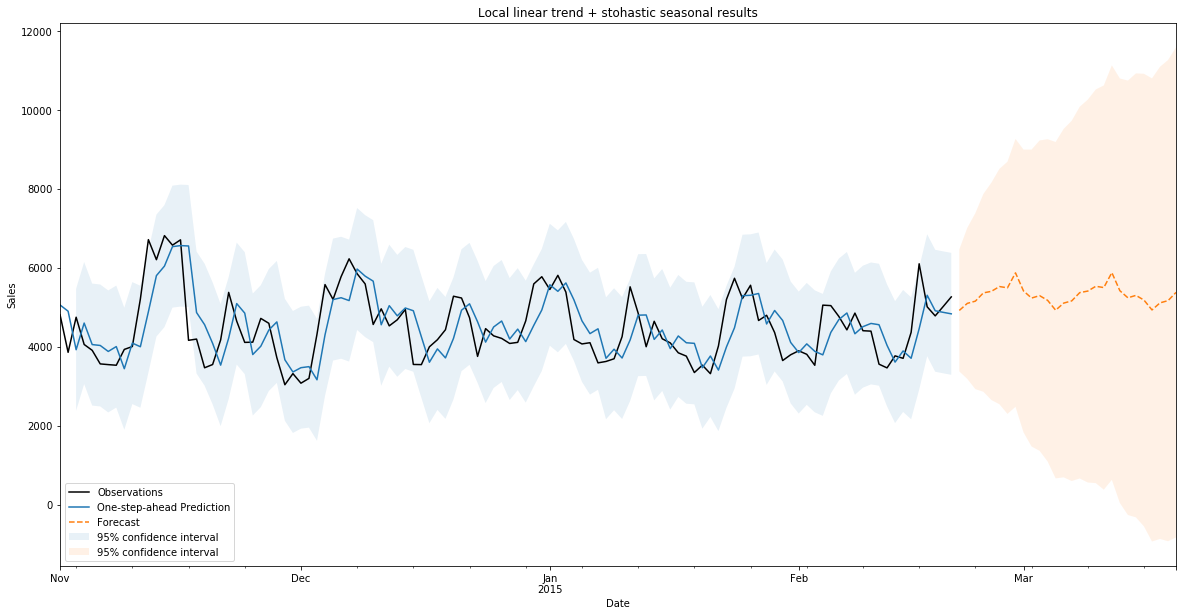 Local linear trend + stohastic seasonal results
12000
10000
8000
6000
4000
2000
0
Sales
Observations
One-step-ahead Prediction
Forecast
95% confidence interval
95% confidence interval
Nov Dec Jan Feb Mar
2015
Date